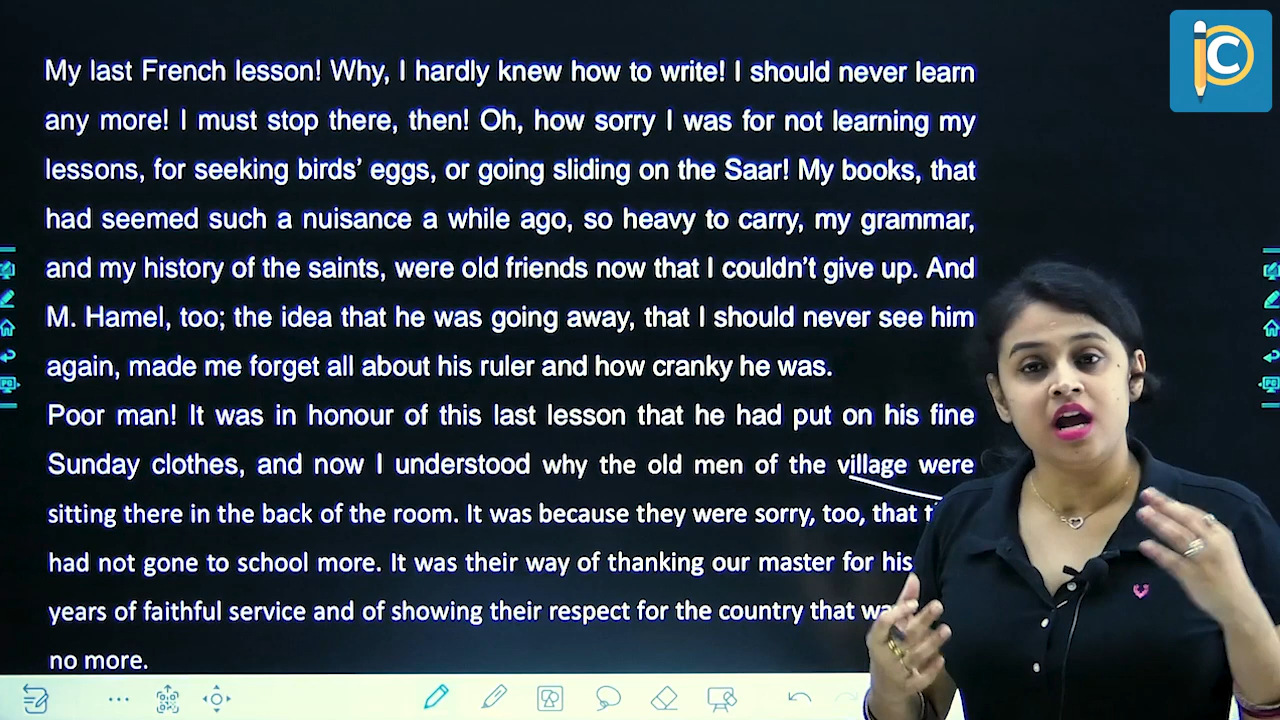 My last French lesson! Why, I hardly knew how to write! I should never learn
any more! I must stop there, then! Oh, how sorry I was for not learning my
lessons, for seeking birds’ eggs, or going sliding on the Saar! My books, that
had seemed such a nuisance a while ago, so heavy to carry, my grammar,
and my history of the saints, were old friends now that I couldn’t give up. And
M. Hamel, too; the idea that he was going away, that I should never see him
again, made me forget all about his ruler and how cranky he was.
Poor man! It was in honour of this last lesson that he had put on his fine
Sunday clothes, and now I understood why the old men of the village were
sitting there in the back of the room. It was because they were sorry, too, that
had not gone to school more. It was their way of thanking our master for his
years of faithful service and of showing their respect for the country that
no more.